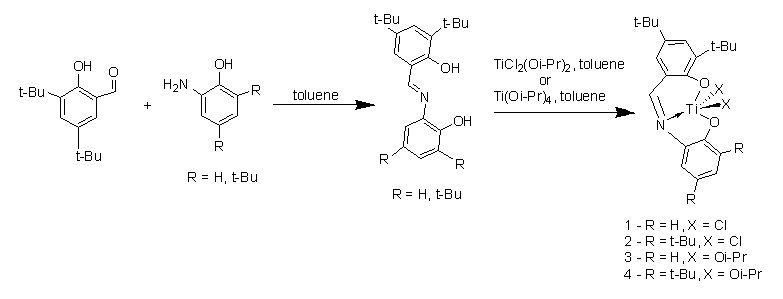 OH
O
t-Bu
t-Bu
+
H₂N
OH
R
R
R = H, t-Bu
toluene
t-Bu
t-Bu
OH
N
OH
R
R
R = H, t-Bu
TiCl₂(Oi-Pr)₂, toluene
or
Ti(Oi-Pr)₄, toluene
t-Bu
t-Bu
O
X
X
Ti
N
O
R
R
1 - R = H, X = Cl
2 - R = t-Bu, X = Cl
3 - R = H, X = Oi-Pr
4 - R = t-Bu, X = Oi-Pr